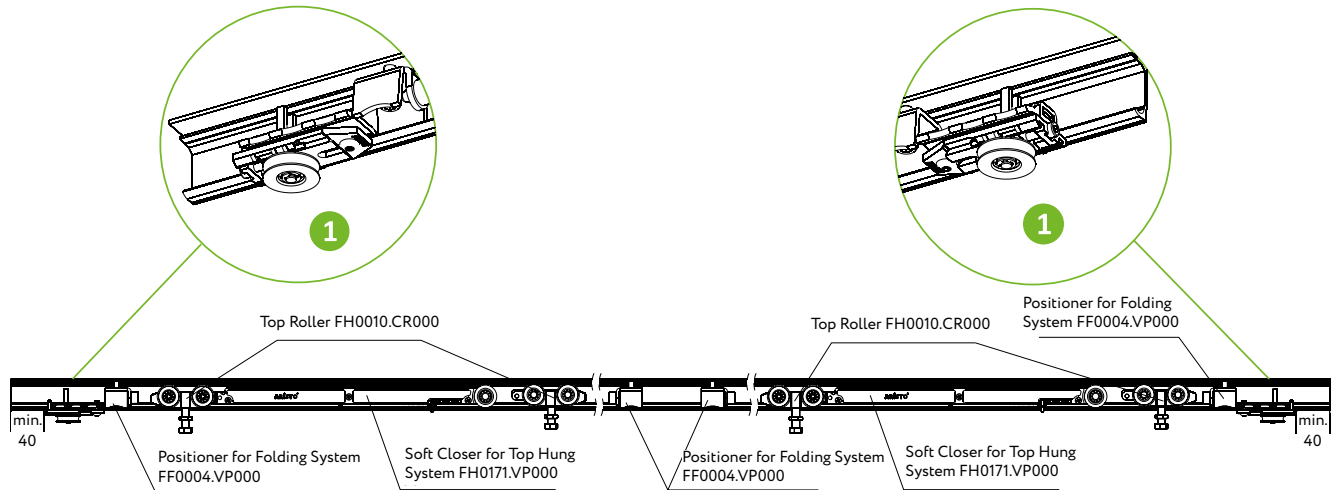 1
1
Top Roller FH0010.CR000
Top Roller FH0010.CR000
Positioner for Folding
System FF0004.VP000
min.
40
Positioner for Folding System
FF0004.VP000
Soft Closer for Top Hung
System FH0171.VP000
Positioner for Folding System
FF0004.VP000
Soft Closer for Top Hung
System FH0171.VP000
min.
40